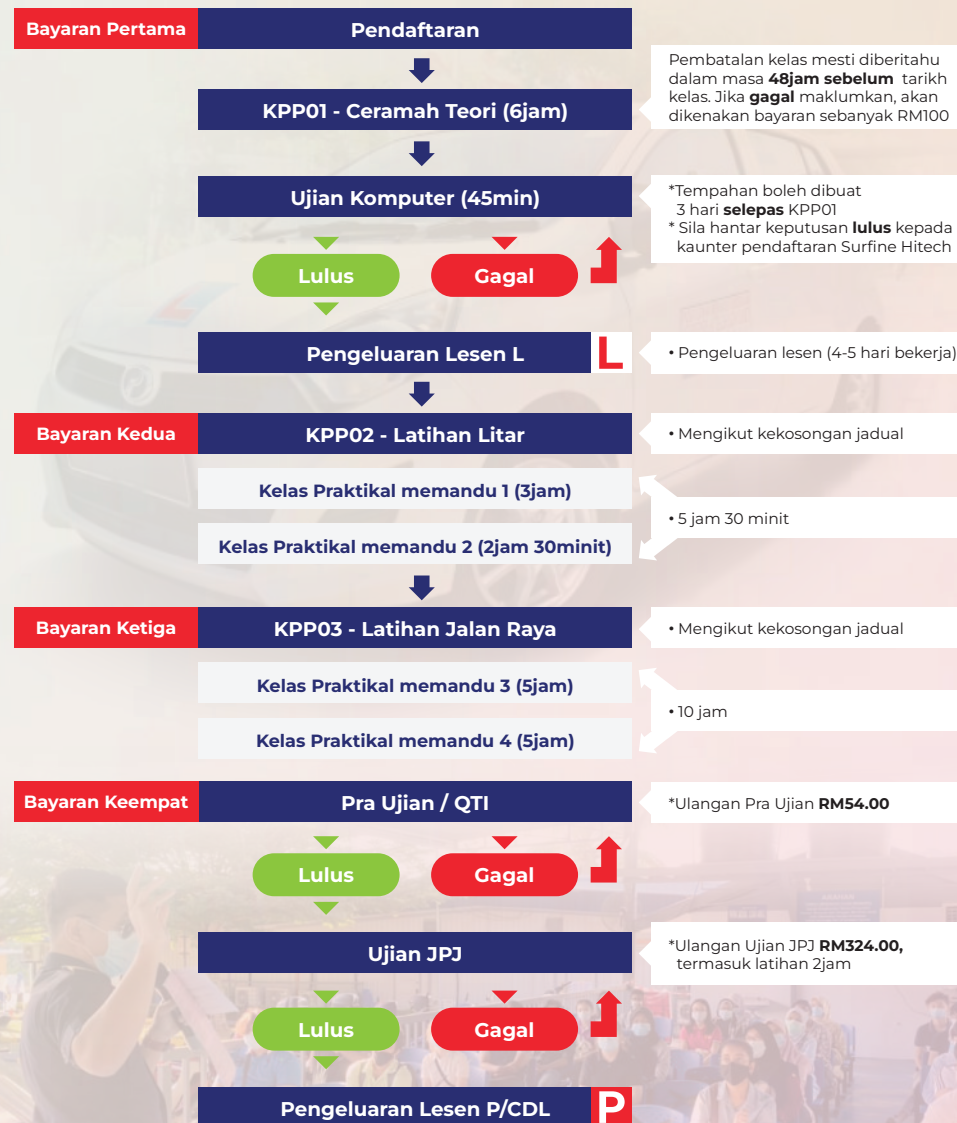 Bayaran Pertama
Pendaftaran
Pembatalan kelas mesti diberitahu
dalam masa 48jam sebelum tarikh
kelas. Jika gagal maklumkan, akan
dikenakan bayaran sebanyak RM100
KPP01 - Ceramah Teori (6jam)
Ujian Komputer (45min)
*Tempahan boleh dibuat
3 hari selepas KPP01
* Sila hantar keputusan lulus kepada
kaunter pendaftaran Surfine Hitech
Lulus
Gagal
Pengeluaran Lesen L
L
• Pengeluaran lesen (4-5 hari bekerja)
Bayaran Kedua
KPP02 - Latihan Litar
• Mengikut kekosongan jadual
Kelas Praktikal memandu 1 (3jam)
• 5 jam 30 minit
Kelas Praktikal memandu 2 (2jam 30minit)
Bayaran Ketiga
KPP03 - Latihan Jalan Raya
• Mengikut kekosongan jadual
Kelas Praktikal memandu 3 (5jam)
• 10 jam
Kelas Praktikal memandu 4 (5jam)
Bayaran Keempat
Pra Ujian / QTI
*Ulangan Pra Ujian RM54.00
Lulus
Gagal
Ujian JPJ
*Ulangan Ujian JPJ RM324.00,
termasuk latihan 2jam
Lulus
Gagal
Pengeluaran Lesen P/CDL
P